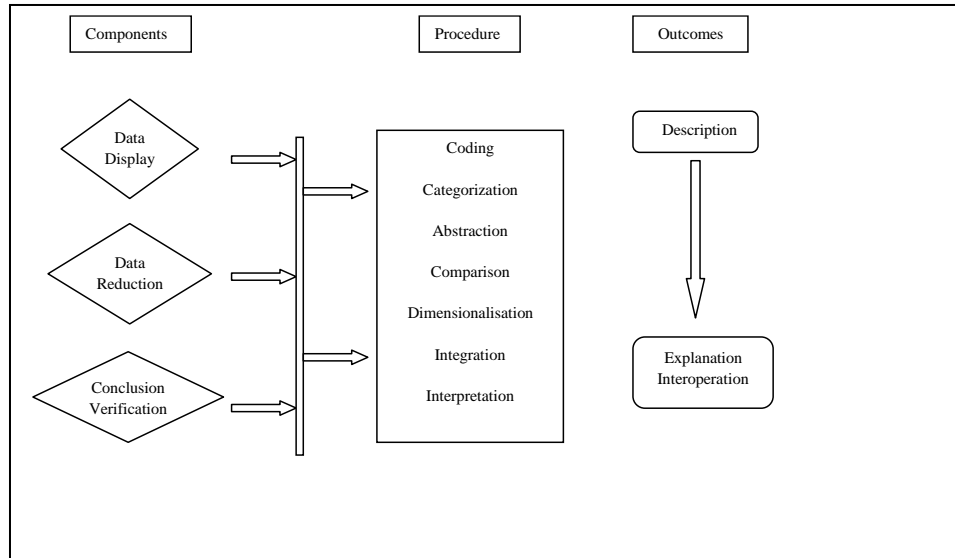 Components
Procedure
Outcomes
Data
Display
Data
Reduction
Conclusion
Verification
Coding
Categorization
Abstraction
Comparison
Dimensionalisation
Integration
Interpretation
Description
Explanation
Interoperation